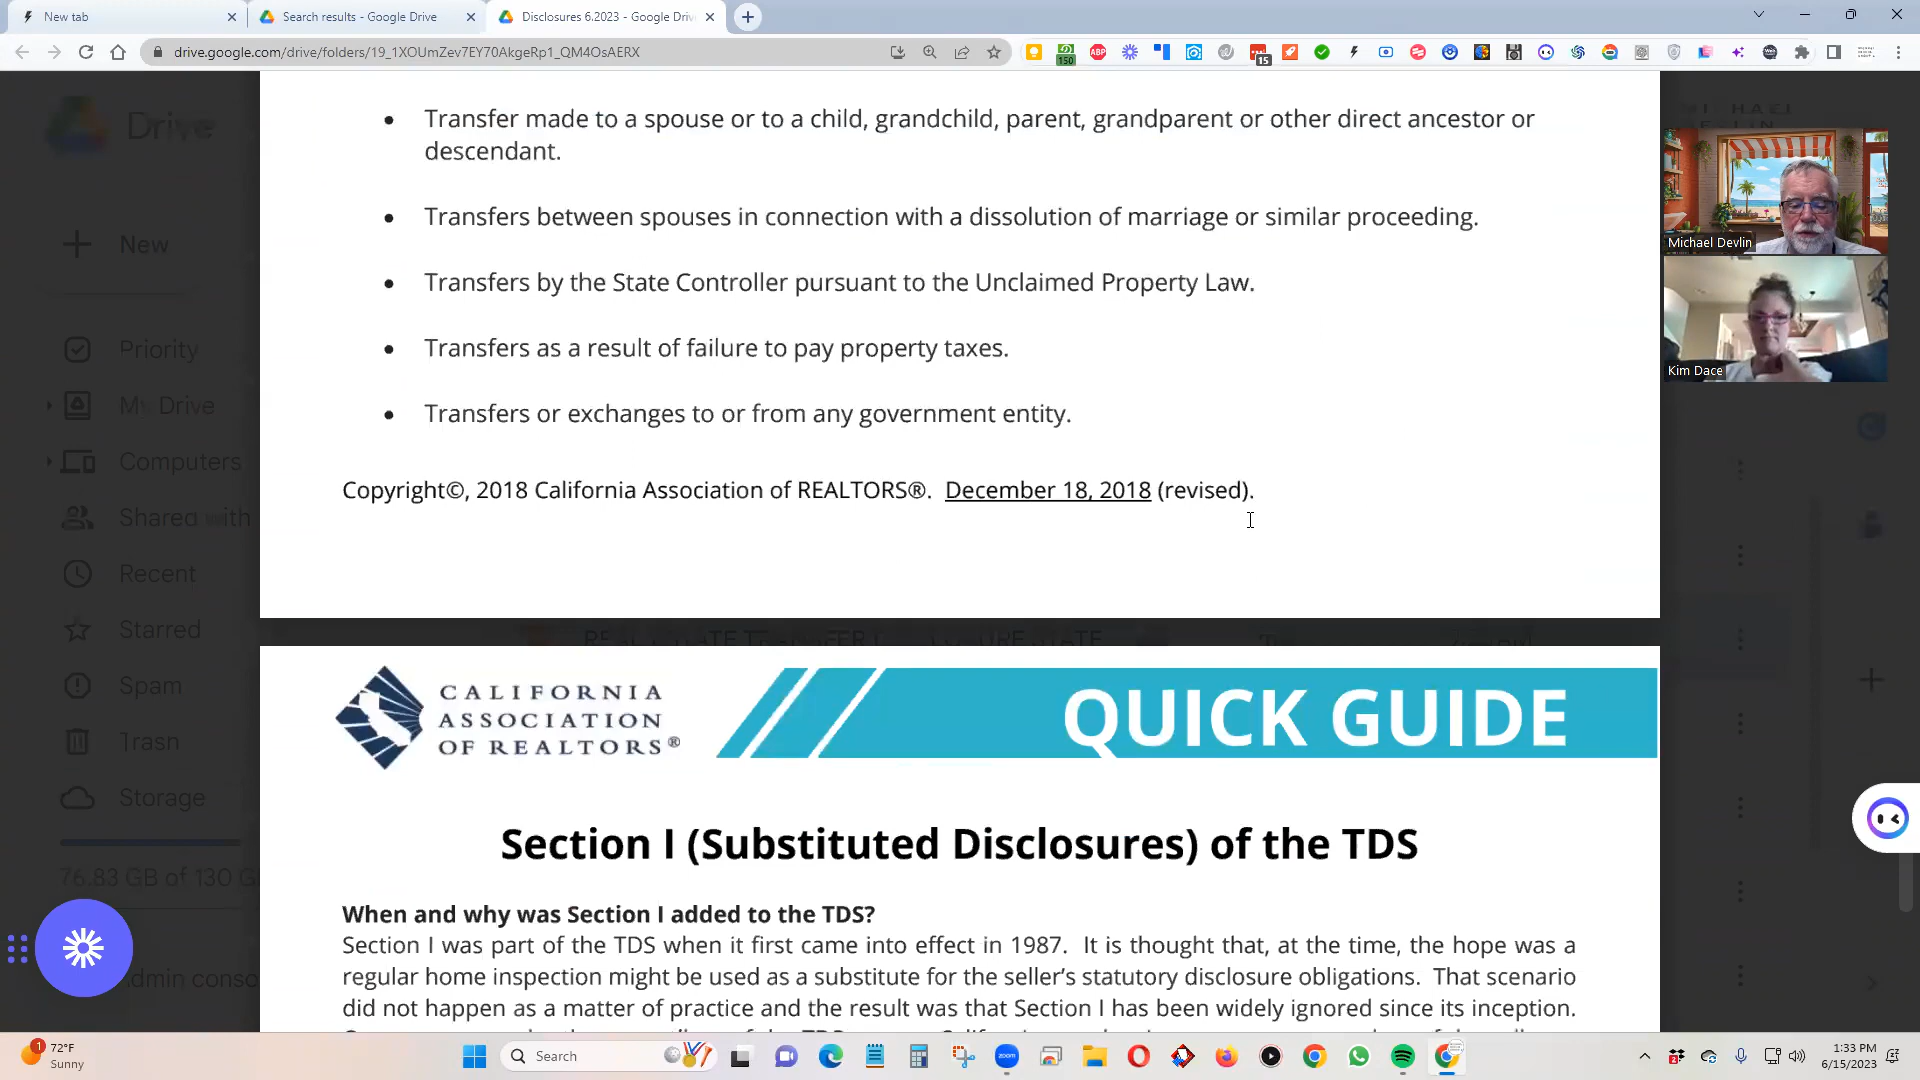 New tab
Search results - Google Drive
Disclosures 6.2023 - Google Driv
drive.google.com/drive/folders/19_1XOUmZev7EY70AkgeRp1_QM4OsAERX
150
ABP
15
Drive
New
Priority
My Drive
Computers
Shared with
Recent
Starred
Spam
Trash
Storage
76.83 GB of 130 G
dmin conso
• Transfer made to a spouse or to a child, grandchild, parent, grandparent or other direct ancestor or
descendant.
• Transfers between spouses in connection with a dissolution of marriage or similar proceeding.
• Transfers by the State Controller pursuant to the Unclaimed Property Law.
• Transfers as a result of failure to pay property taxes.
• Transfers or exchanges to or from any government entity.
Copyright©, 2018 California Association of REALTORS®. December 18, 2018 (revised).
CALIFORNIA
ASSOCIATION
OF REALTORS®
QUICK GUIDE
Section I (Substituted Disclosures) of the TDS
When and why was Section I added to the TDS?
Section I was part of the TDS when it first came into effect in 1987. It is thought that, at the time, the hope was a
regular home inspection might be used as a substitute for the seller's statutory disclosure obligations. That scenario
did not happen as a matter of practice and the result was that Section I has been widely ignored since its inception.
Michael Devlin
Kim Dace
1
72°F
Sunny
Search
zoom
2
1:33 PM
6/15/2023